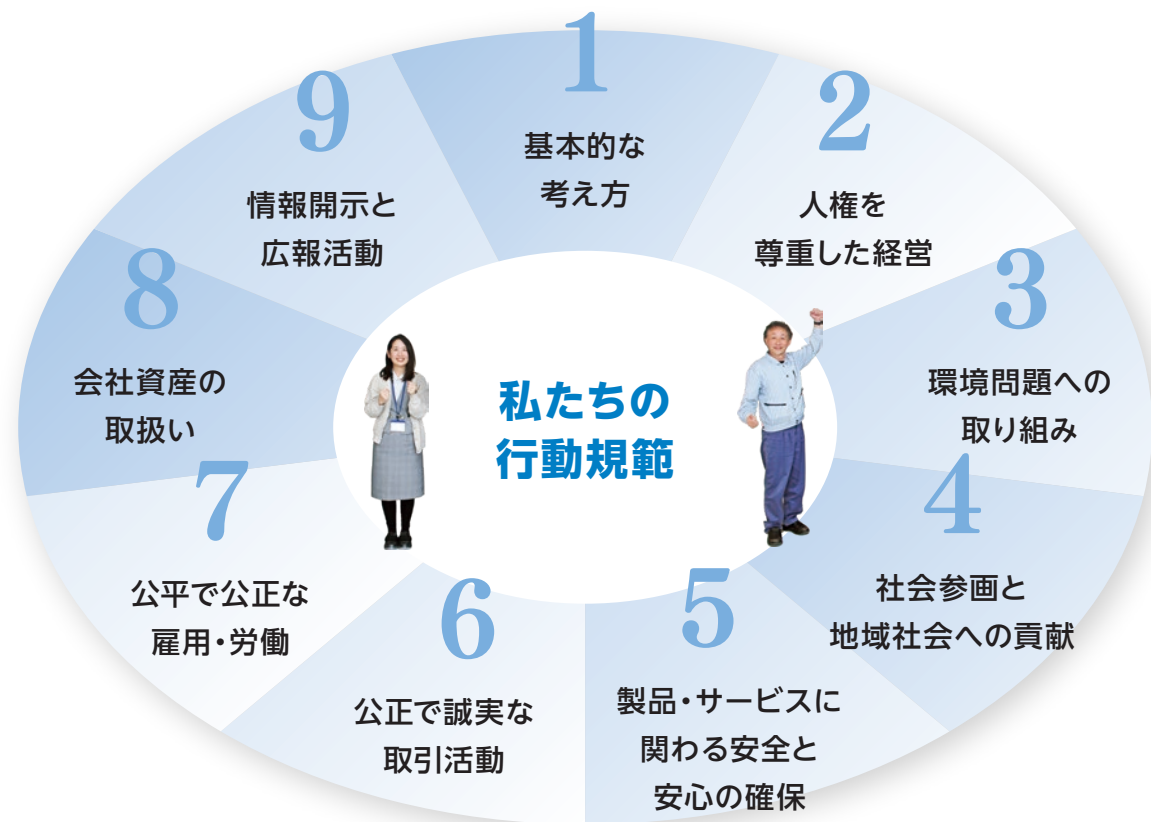 1
基本的な
考え方
2
人権を
尊重した経営
3
環境問題への
取り組み
4
社会参画と
地域社会への貢献
5
製品・サービスに
関わる安全と
安心の確保
6
公正で誠実な
取引活動
7
公平で公正な
雇用・労働
8
会社資産の
取扱い
9
情報開示と
広報活動
私たちの
行動規範